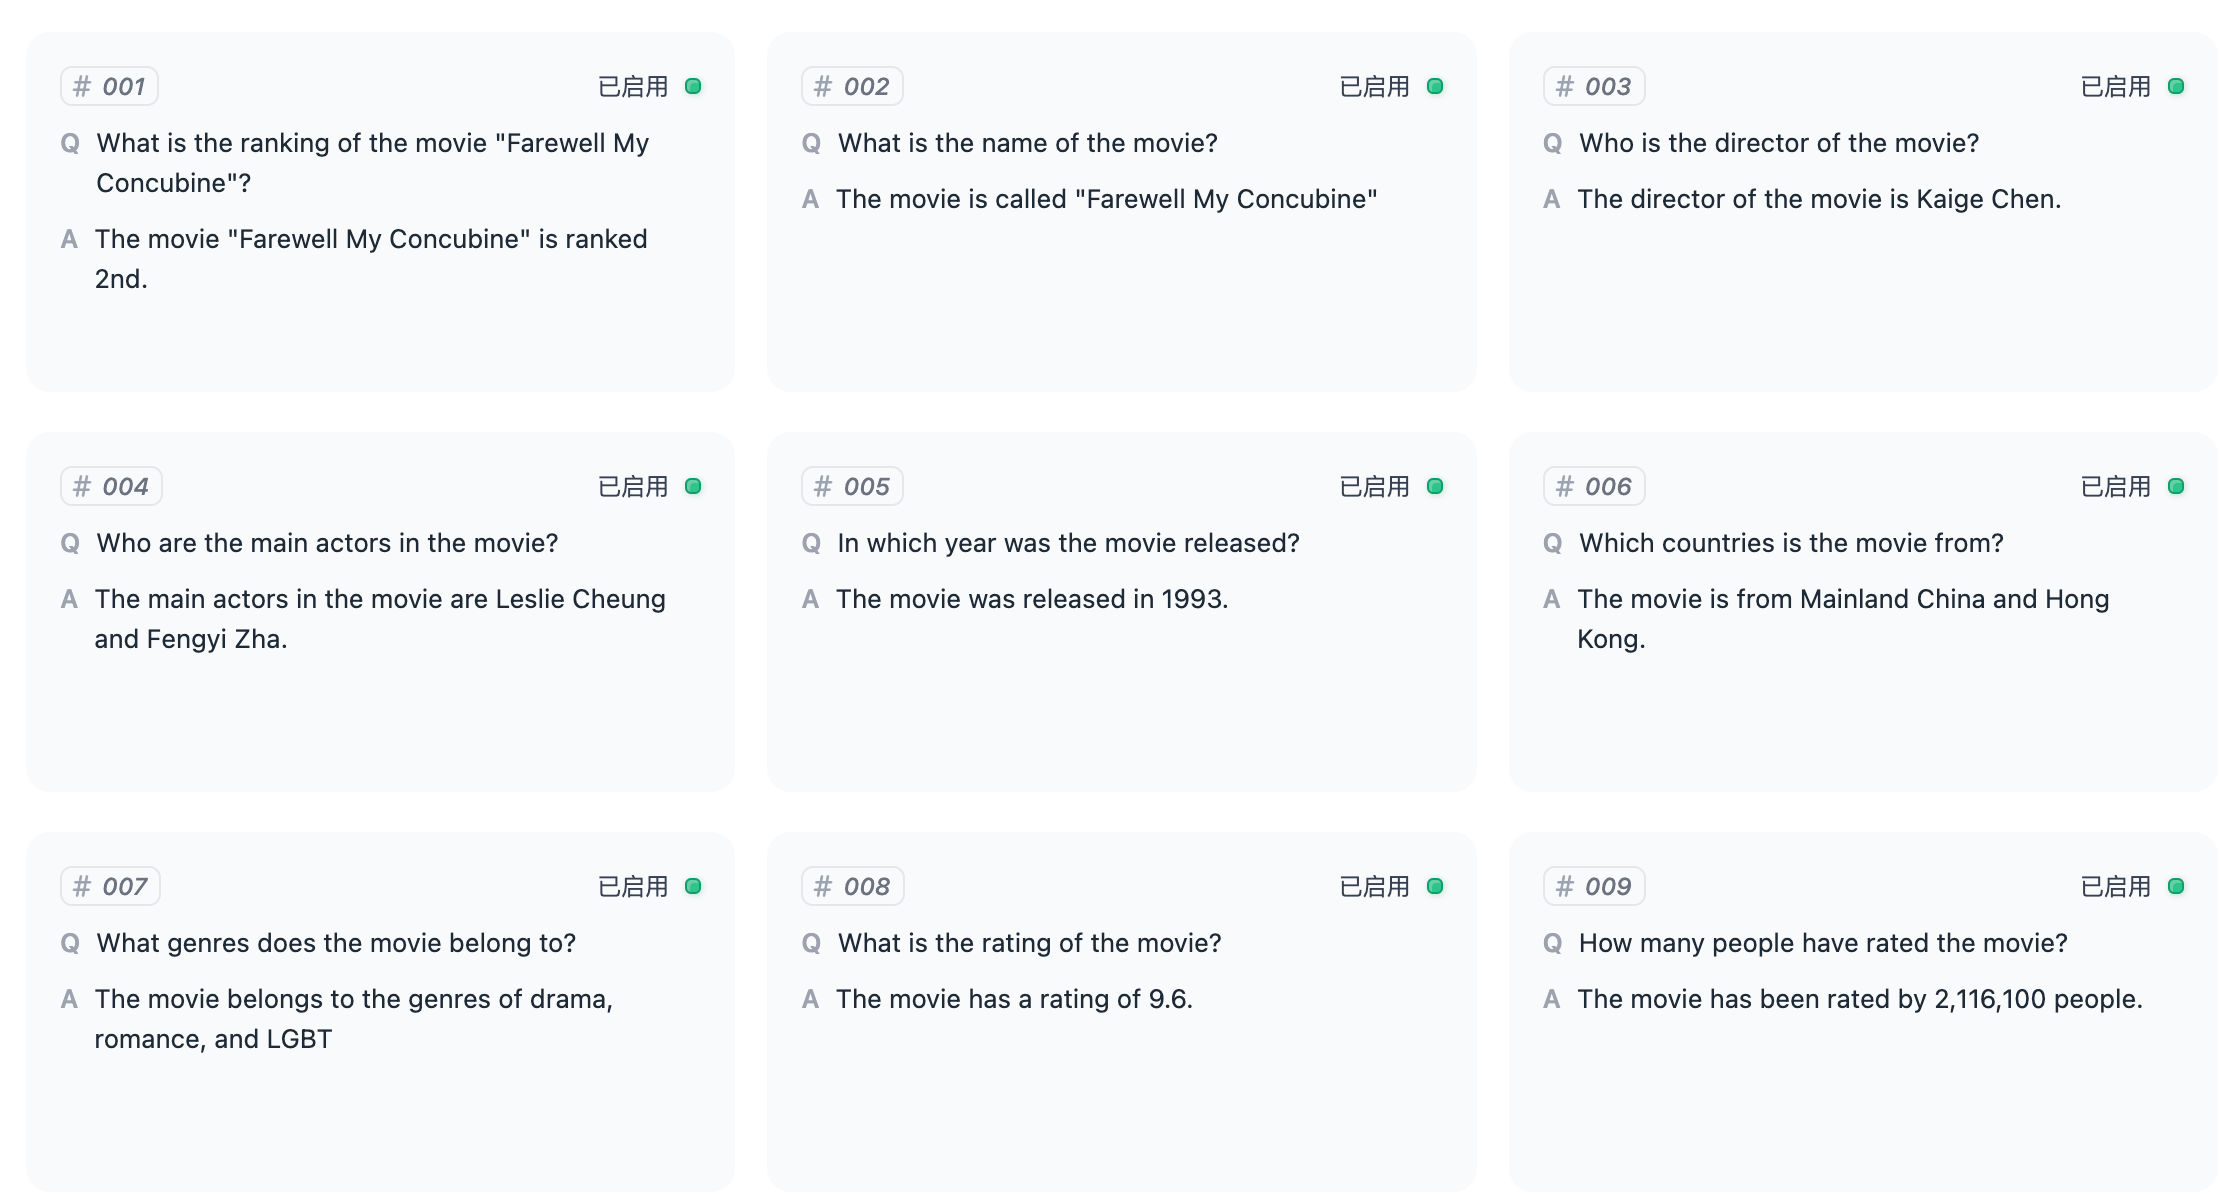 # 001 已启用
Q What is the ranking of the movie "Farewell My
Concubine"?
A The movie "Farewell My Concubine" is ranked
2nd.
# 002 已启用
Q What is the name of the movie?
A The movie is called "Farewell My Concubine"
# 003 已启用
Q Who is the director of the movie?
A The director of the movie is Kaige Chen.
# 004 已启用
Q Who are the main actors in the movie?
A The main actors in the movie are Leslie Cheung
and Fengyi Zha.
# 005 已启用
Q In which year was the movie released?
A The movie was released in 1993.
# 006 已启用
Q Which countries is the movie from?
A The movie is from Mainland China and Hong
Kong.
# 007 已启用
Q What genres does the movie belong to?
A The movie belongs to the genres of drama,
romance, and LGBT
# 008 已启用
Q What is the rating of the movie?
A The movie has a rating of 9.6.
# 009 已启用
Q How many people have rated the movie?
A The movie has been rated by 2,116,100 people.